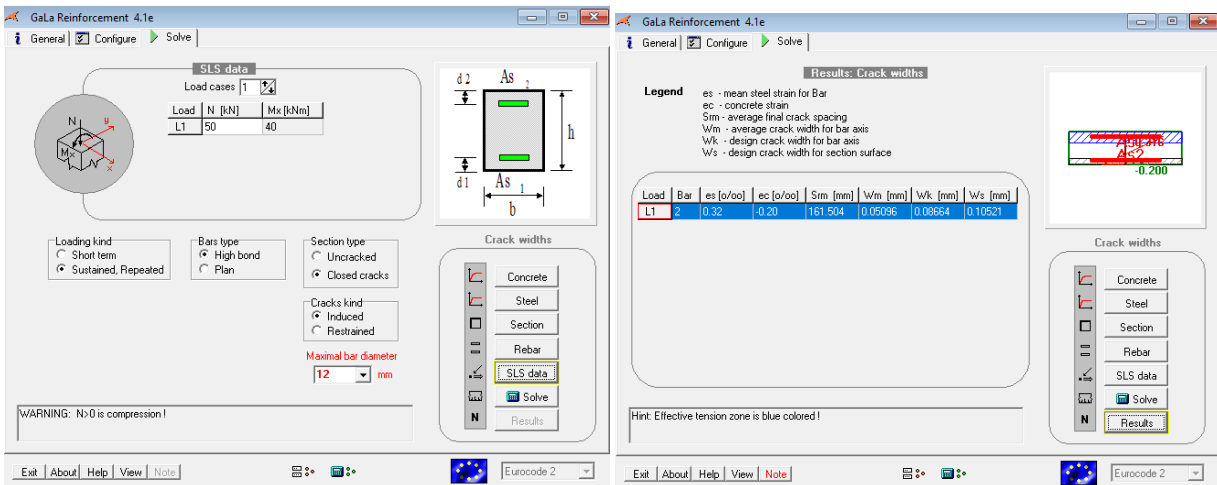 GaLa Reinforcement 4.1e
General Configure Solve
SLS data
Load cases 1
Load N [kN] Mx [kNm]
L1 50 40
N y
Mx x
d 2 As 2
h
d 1 As 1
b
Loading kind
Short term
Sustained, Repeated
Bars type
High bond
Plan
Section type
Uncracked
Closed cracks
Cracks kind
Induced
Restrained
Maximal bar diameter
12 mm
Crack widths
Concrete
Steel
Section
Rebar
SLS data
Solve
N Results
WARNING: N>0 is compression !
Exit About Help View Note
Eurocode 2
GaLa Reinforcement 4.1e
General Configure Solve
Results: Crack widths
Legend
es - mean steel strain for Bar
ec - concrete strain
Srm - average final crack spacing
Wm - average crack width for bar axis
Wk - design crack width for bar axis
Ws - design crack width for section surface
As2
-0.200
Load Bar es [o/oo] ec [o/oo] Srm [mm] Wm [mm] Wk [mm] Ws [mm]
L1 2 0.32 -0.20 161.504 0.05096 0.08664 0.10521
Crack widths
Concrete
Steel
Section
Rebar
SLS data
Solve
N Results
Hint: Effective tension zone is blue colored !
Exit About Help View Note
Eurocode 2